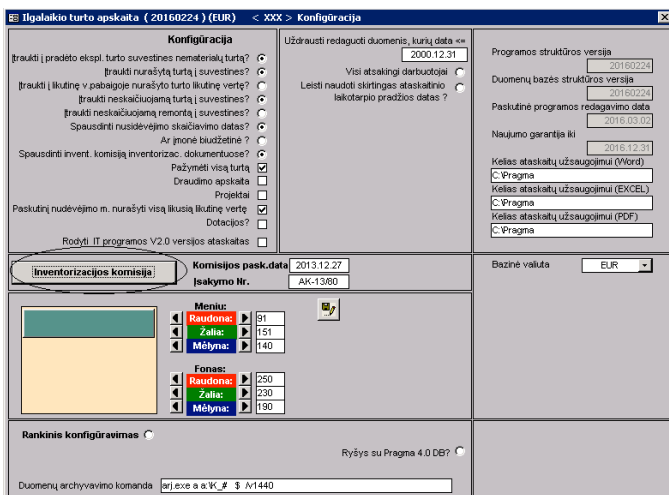 Ilgalaikio turto apskaita ( 20160224 ) (EUR) < XXX > Konfigūracija
Konfigūracija
Įtraukti į pradėto ekspl. turto suvestines nematerialų turtą?
Įtraukti nurašytą turtą į suvestines?
Įtraukti į likutinę v.pabaigoje nurašyto turto likutinę vertę?
Įtraukti neskaičiuojamą turtą į suvestines?
Įtraukti neskaičiuojamą remontą į suvestines?
Spausdinti nusidėvėjimo skaičiavimo datas?
Ar įmonė biudžetinė ?
Spausdinti invent. komisiją inventorizac. dokumentuose?
Pažymėti visą turtą
Draudimo apskaita
Projektai
Paskutinį nudėvėjimo m. nurašyti visą likusią likutinę vertę
Dotacijos?
Rodyti IT programos V2.0 versijos ataskaitas
Uždrausti redaguoti duomenis, kurių data <=
2000.12.31
Visi atsakingi darbuotojai
Leisti naudoti skirtingas ataskaitinio
laikotarpio pradžios datas ?
Programos struktūros versija
20160224
Duomenų bazės struktūros versija
20160224
Paskutinė programos redagavimo data
2016.03.02
Naujumo garantija iki
2016.12.31
Kelias ataskaitų užsaugojimui (Word)
C:\Pragma
Kelias ataskaitų užsaugojimui (EXCEL)
C:\Pragma
Kelias ataskaitų užsaugojimui (PDF)
C:\Pragma
Inventorizacijos komisija
Komisijos pask.data 2013.12.27
Įsakymo Nr. AK-13/80
Bazinė valiuta EUR
Meniu:
Raudona: 91
Žalia: 151
Mėlyna: 140
Fonas:
Raudona: 250
Žalia: 230
Mėlyna: 190
Rankinis konfigūravimas
Ryšys su Pragma 4.0 DB?
Duomenų archyvavimo komanda arj.exe a a:\K_# $ /v1440